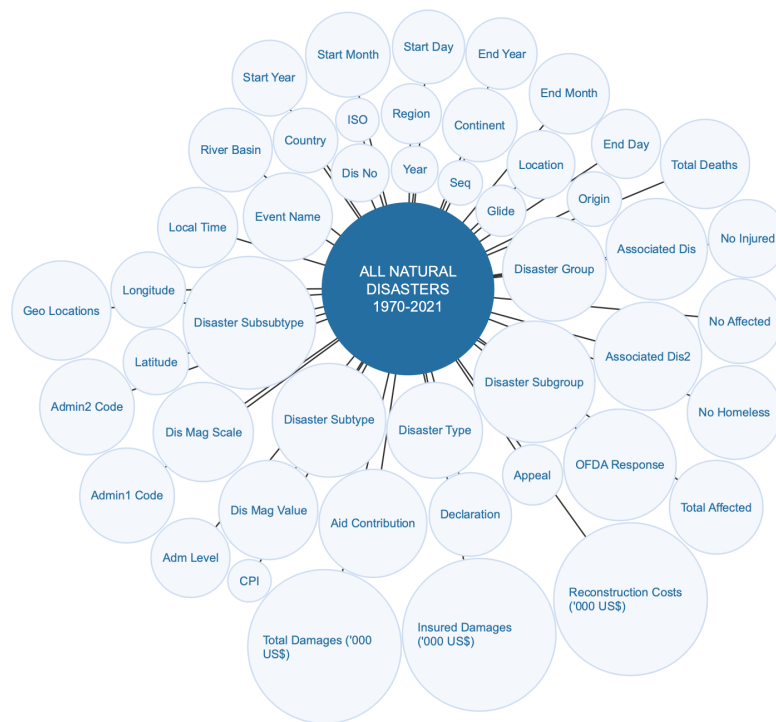 Start Day
End Year
Start Month
Start Year
End Month
ISO
Region
Continent
Country
River Basin
End Day
Location
Total Deaths
Dis No
Year
Seq
Origin
Glide
Event Name
Local Time
No Injured
Associated Dis
Disaster Group
ALL NATURAL
DISASTERS
1970-2021
Longitude
Geo Locations
Disaster Subsubtype
No Affected
Associated Dis2
Latitude
Disaster Subgroup
Admin2 Code
No Homeless
Dis Mag Scale
Disaster Subtype
Disaster Type
OFDA Response
Appeal
Admin1 Code
Total Affected
Dis Mag Value
Declaration
Aid Contribution
Adm Level
CPI
Reconstruction Costs
('000 US$)
Insured Damages
('000 US$)
Total Damages ('000
US$)